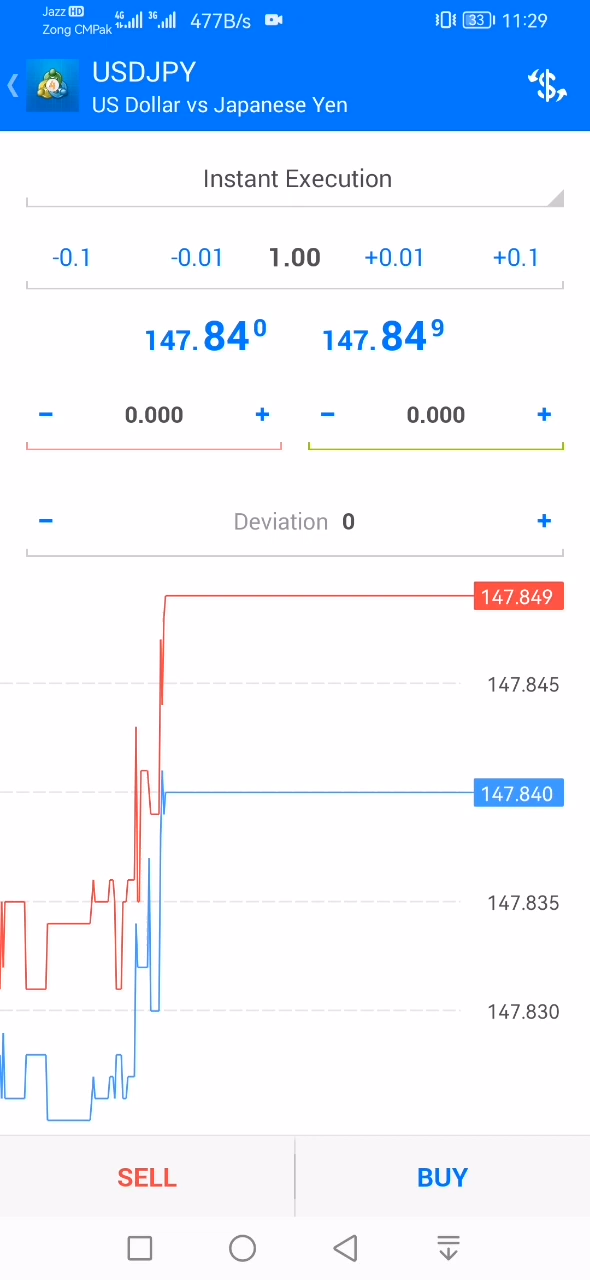 Jazz HD
Zong CMPak 4G 1h 3G 477B/s 33 11:29
USDJPY
US Dollar vs Japanese Yen
Instant Execution
-0.1 -0.01 1.00 +0.01 +0.1
147.840 147.849
- 0.000 + - 0.000 +
- Deviation 0 +
147.849
147.845
147.840
147.835
147.830
SELL BUY